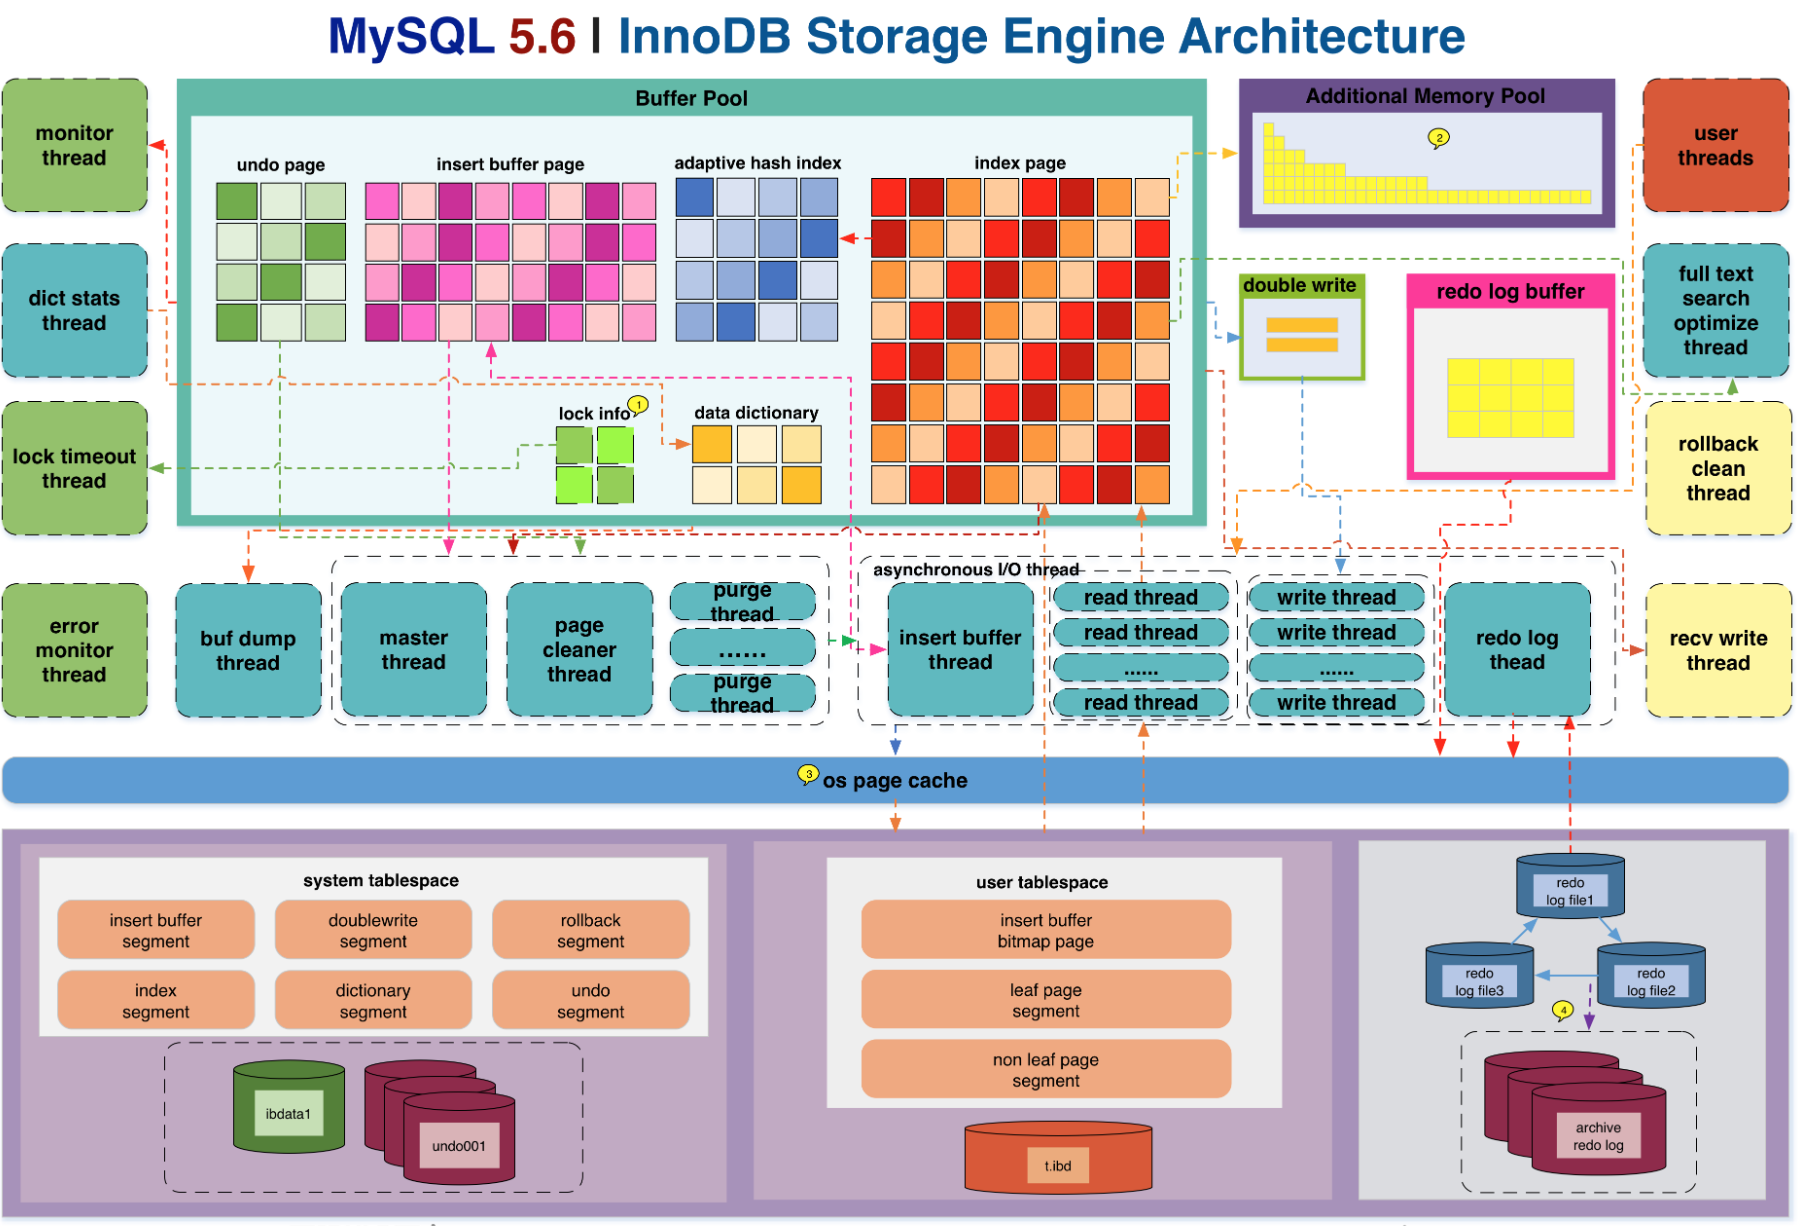 MySQL 5.6 | InnoDB Storage Engine Architecture
monitor
thread
dict stats
thread
lock timeout
thread
error
monitor
thread
Buffer Pool
undo page
insert buffer page
adaptive hash index
index page
lock info
1
data dictionary
Additional Memory Pool
2
double write
redo log buffer
user
threads
full text
search
optimize
thread
rollback
clean
thread
recv write
thread
buf dump
thread
master
thread
page
cleaner
thread
purge
thread
......
purge
thread
asynchronous I/O thread
insert buffer
thread
read thread
read thread
......
read thread
write thread
write thread
......
write thread
redo log
thead
3
os page cache
system tablespace
insert buffer
segment
doublewrite
segment
rollback
segment
index
segment
dictionary
segment
undo
segment
ibdata1
undo001
user tablespace
insert buffer
bitmap page
leaf page
segment
non leaf page
segment
t.ibd
redo
log file1
redo
log file3
redo
log file2
4
archive
redo log